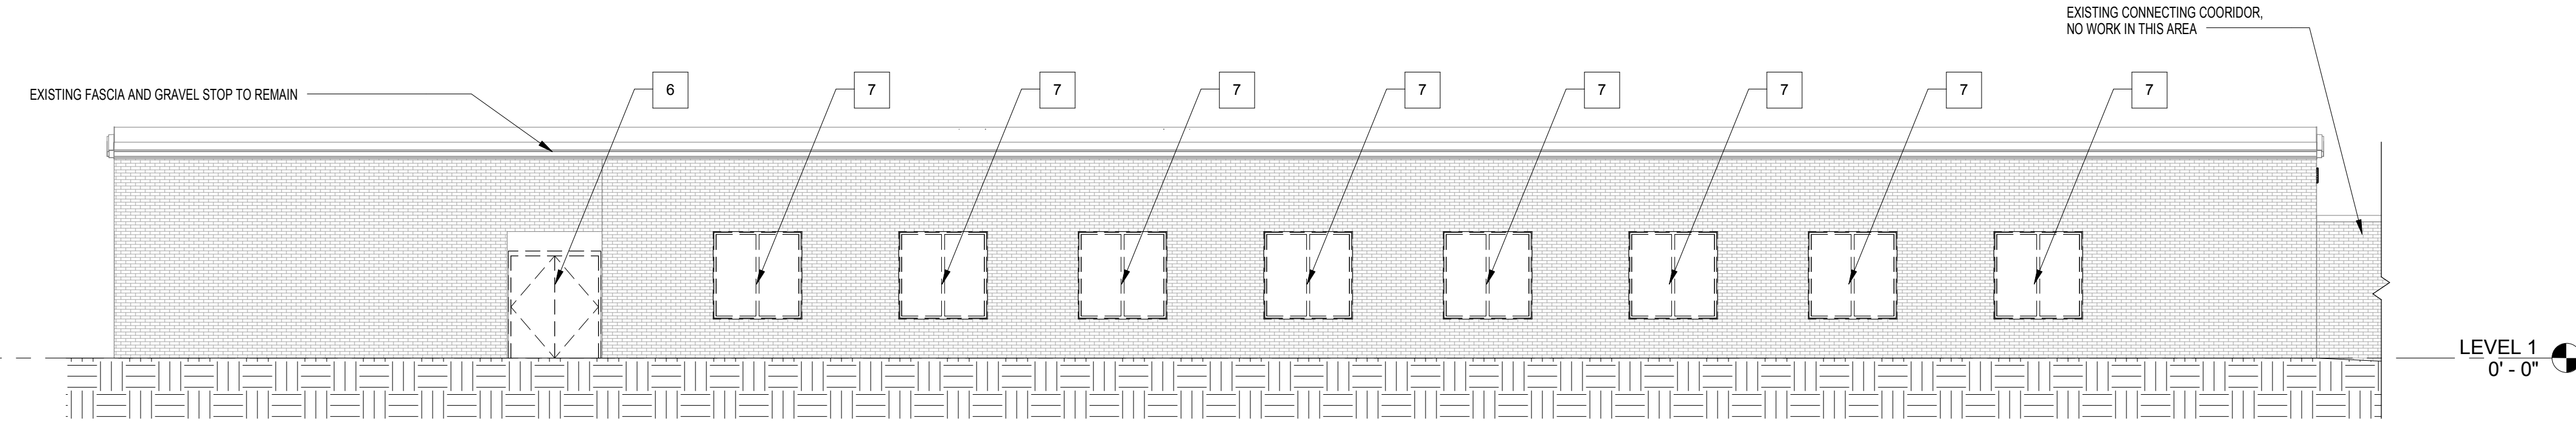 EXISTING CONNECTING COORIDOR,
NO WORK IN THIS AREA
EXISTING FASCIA AND GRAVEL STOP TO REMAIN
6
7
7
7
7
7
7
7
7
LEVEL 1
0' - 0"